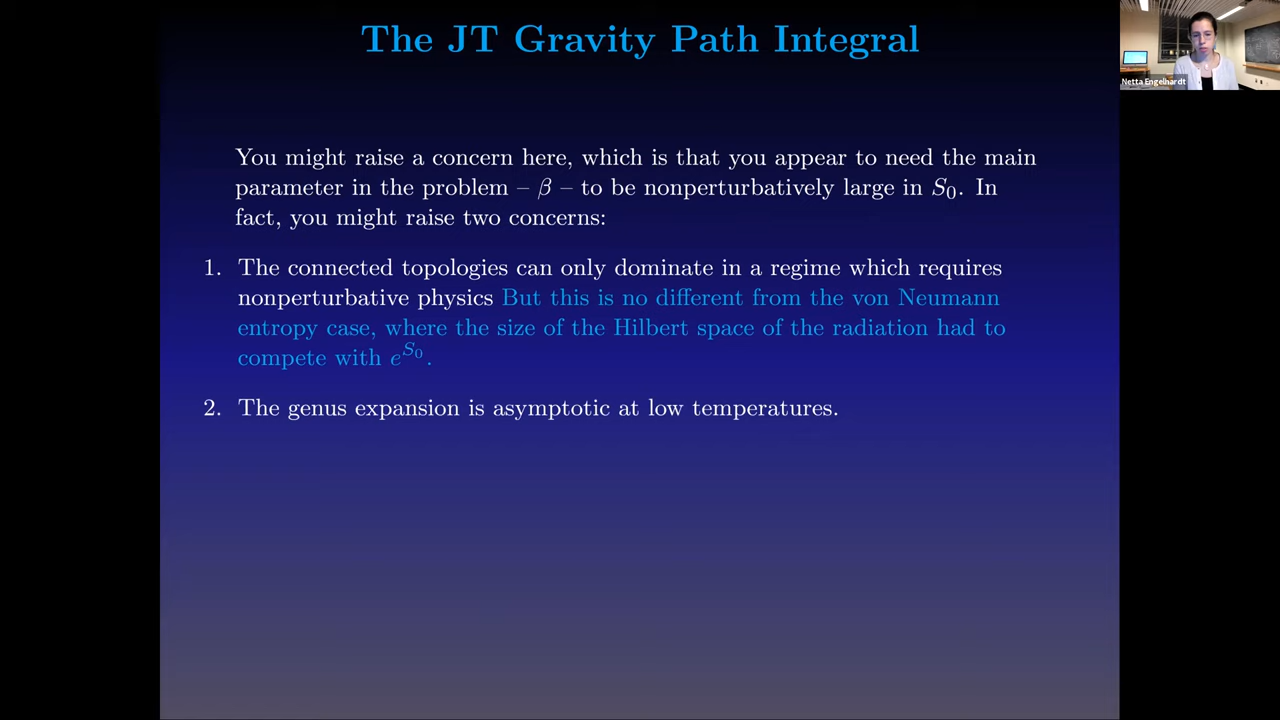 The JT Gravity Path Integral
Netta Engelhardt
You might raise a concern here, which is that you appear to need the main
parameter in the problem – β – to be nonperturbatively large in S₀. In
fact, you might raise two concerns:
1. The connected topologies can only dominate in a regime which requires
nonperturbative physics But this is no different from the von Neumann
entropy case, where the size of the Hilbert space of the radiation had to
compete with e^{S₀}.
2. The genus expansion is asymptotic at low temperatures.